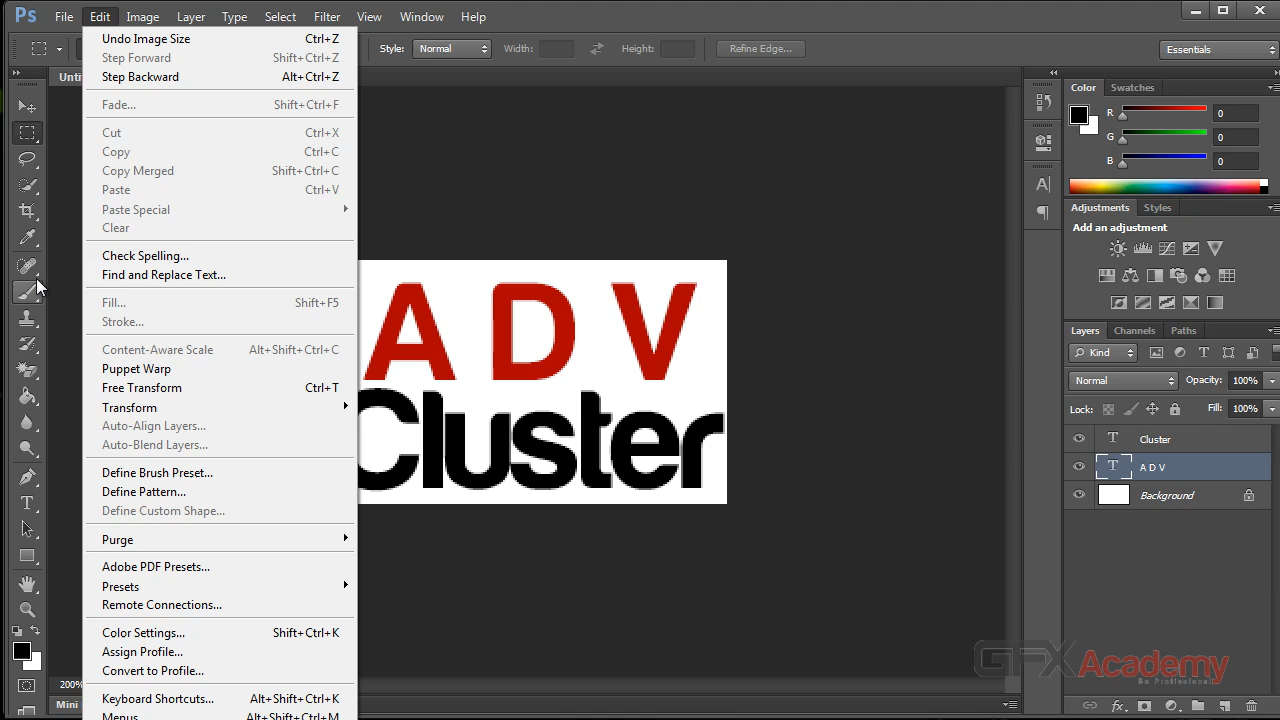 Ps File Edit Image Layer Type Select Filter View Window Help
Style: Normal Width: Height: Refine Edge... Essentials
Undo Image Size Ctrl+Z
Step Forward Shift+Ctrl+Z
Step Backward Alt+Ctrl+Z
Fade... Shift+Ctrl+F
Cut Ctrl+X
Copy Ctrl+C
Copy Merged Shift+Ctrl+C
Paste Ctrl+V
Paste Special
Clear
Check Spelling...
Find and Replace Text...
Fill... Shift+F5
Stroke...
Content-Aware Scale Alt+Shift+Ctrl+C
Puppet Warp
Free Transform Ctrl+T
Transform
Auto-Align Layers...
Auto-Blend Layers...
Define Brush Preset...
Define Pattern...
Define Custom Shape...
Purge
Adobe PDF Presets...
Presets
Remote Connections...
Color Settings... Shift+Ctrl+K
Assign Profile...
Convert to Profile...
Keyboard Shortcuts... Alt+Shift+Ctrl+K
Menus... Alt+Shift+Ctrl+M
Unti
200%
Mini
A D V
Cluster
Color Swatches
R 0
G 0
B 0
Adjustments Styles
Add an adjustment
Layers Channels Paths
Kind
Normal Opacity: 100%
Lock: Fill: 100%
Cluster
A D V
Background
GFX Academy
Be Professional